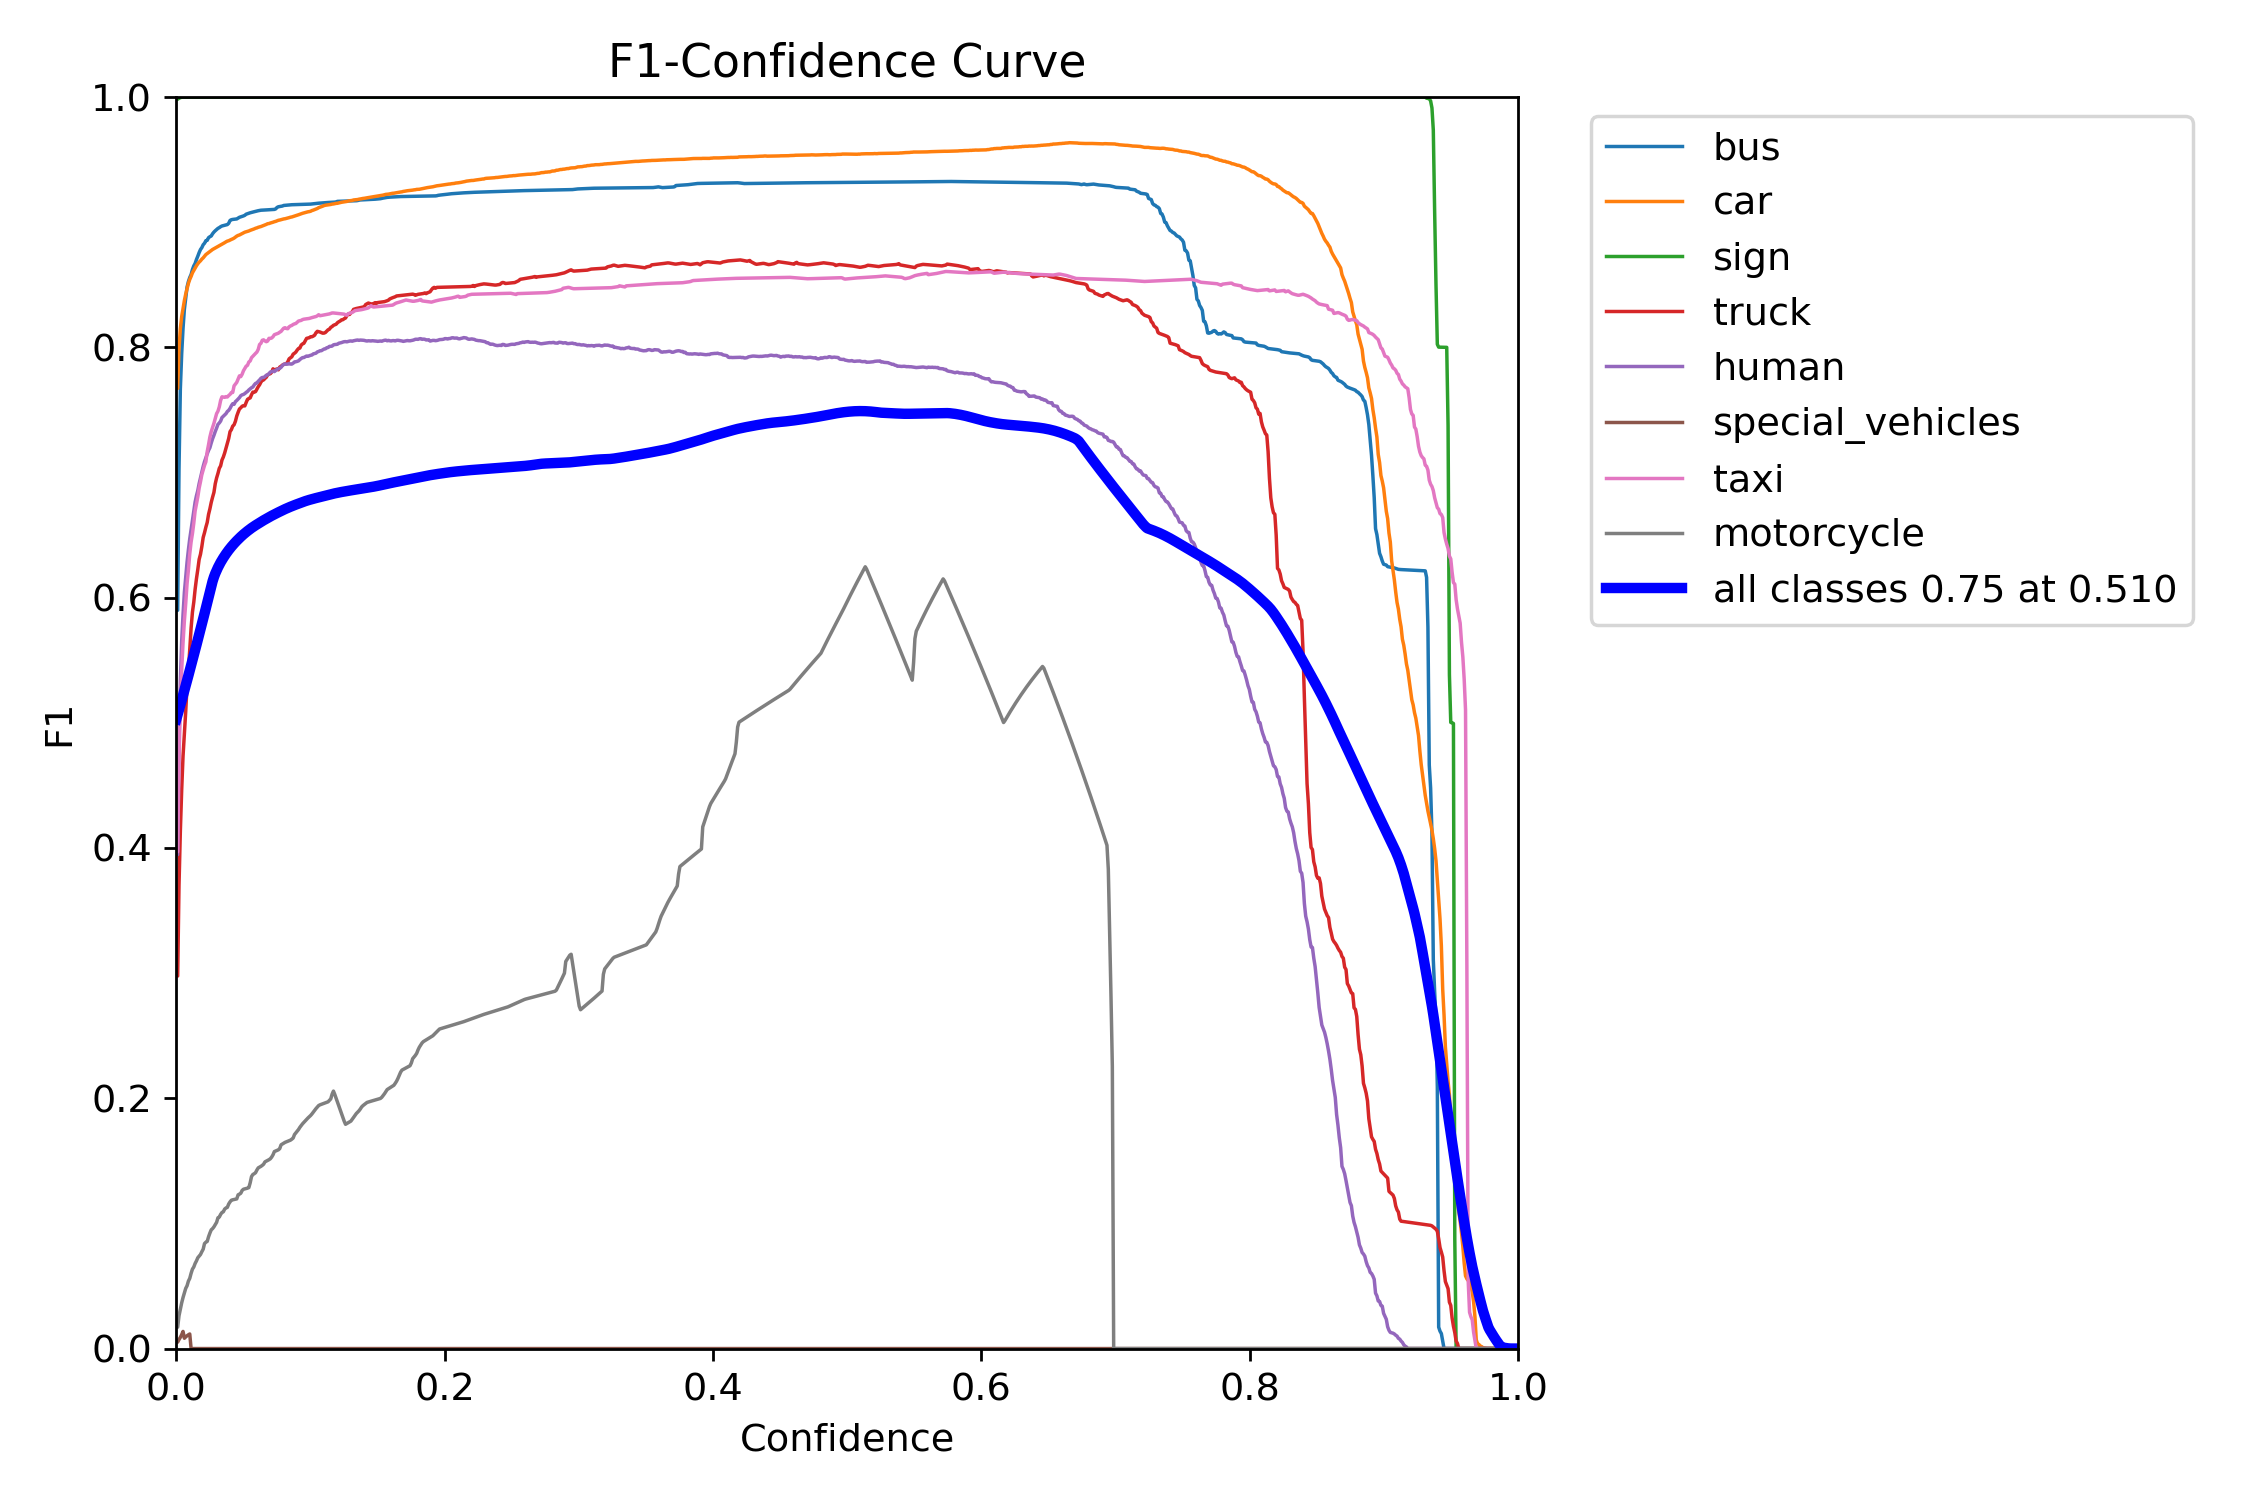 F1-Confidence Curve
1.0
0.8
0.6
0.4
0.2
0.0
F1
0.0 0.2 0.4 0.6 0.8 1.0
Confidence
bus
car
sign
truck
human
special_vehicles
taxi
motorcycle
all classes 0.75 at 0.510